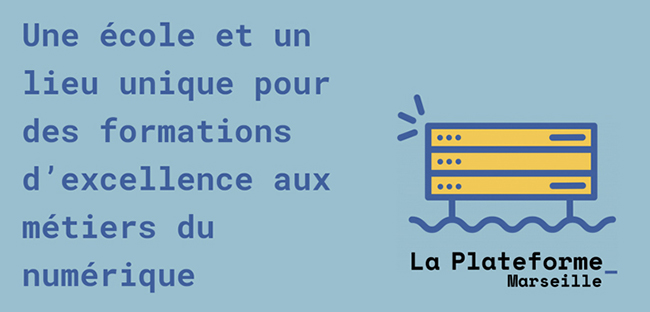 Une école et un
lieu unique pour
des formations
d’excellence aux
métiers du
numérique
La Plateforme_
Marseille